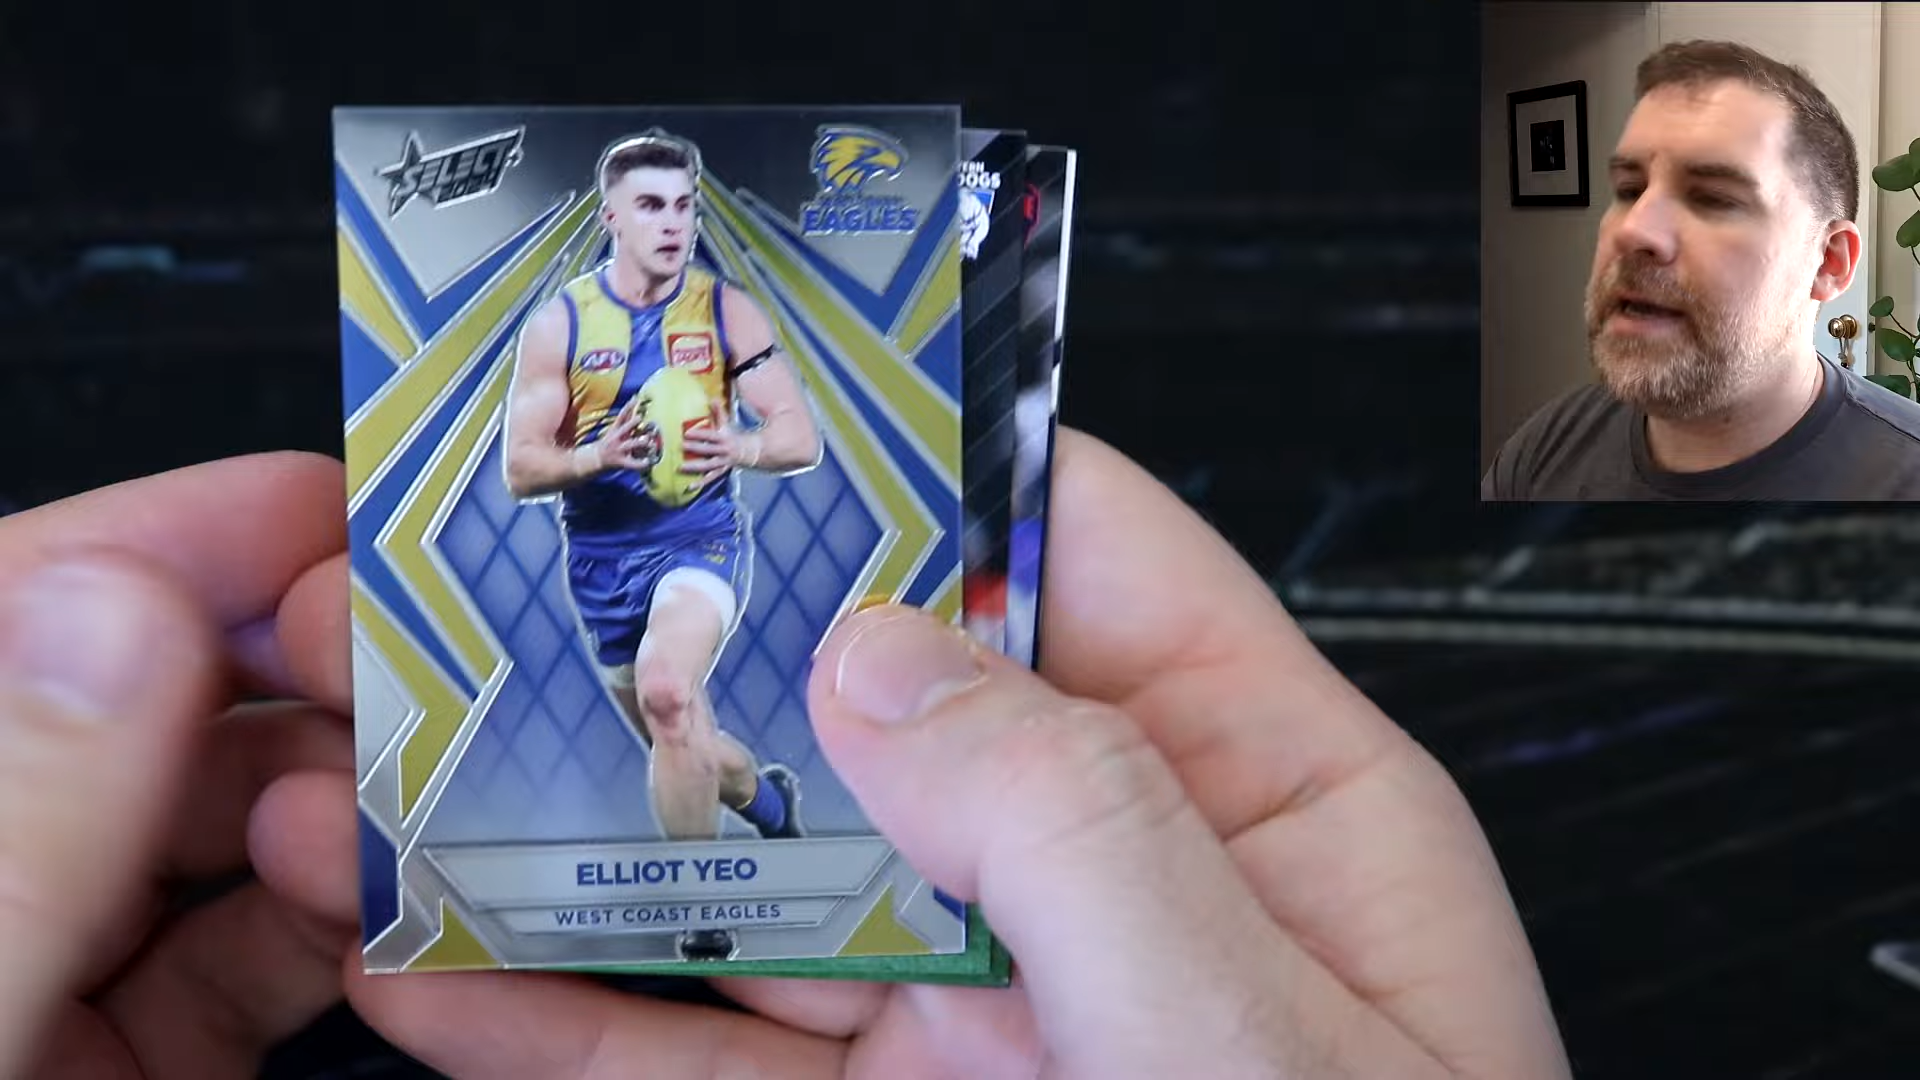 SELECT
EAGLES
AFL
DOGS
ELLIOT YEO
WEST COAST EAGLES